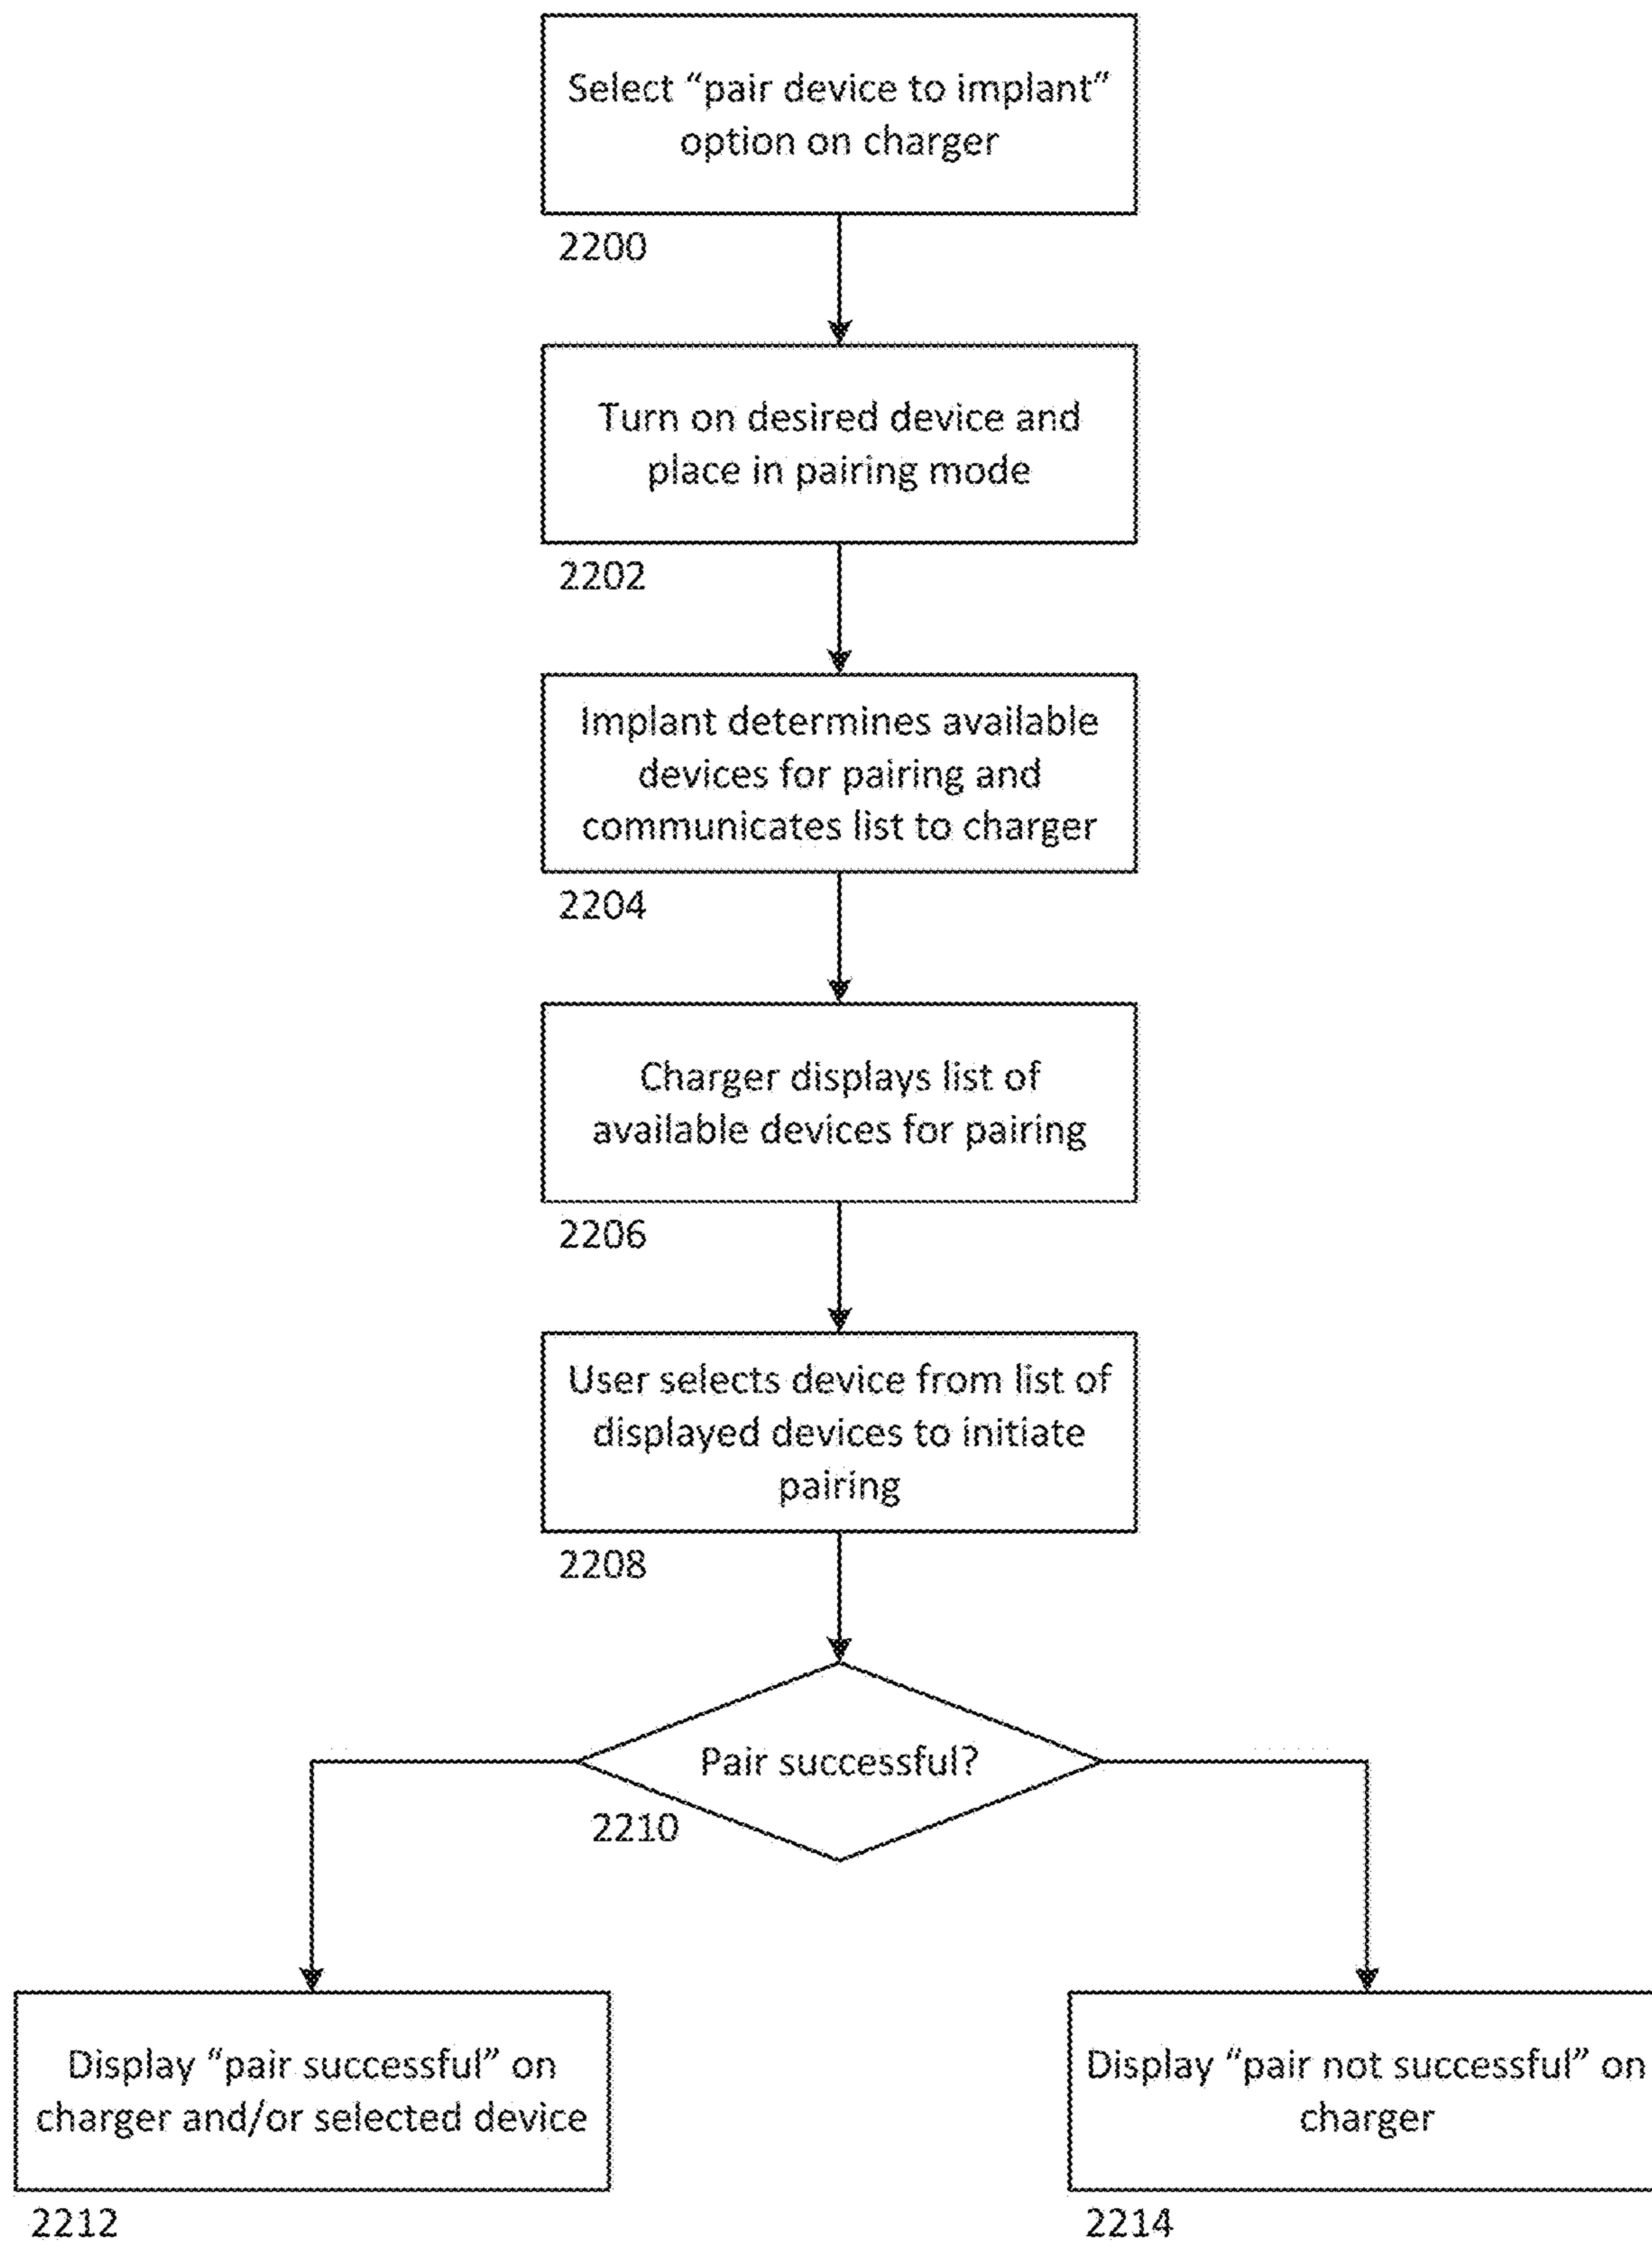 Select “pair device to implant“
option on charger
2200
Turn on desired device and
place in pairing mode
2202
Implant determines available
devices for pairing and
communicates list to charger
2204
Charger displays list of
available devices for pairing
2206
User selects device from list of
displayed devices to initiate
pairing
2208
Pair successful?
2210
Display “pair successful” on
charger and/or selected device
2212
Display “pair not successful” on
charger
2214